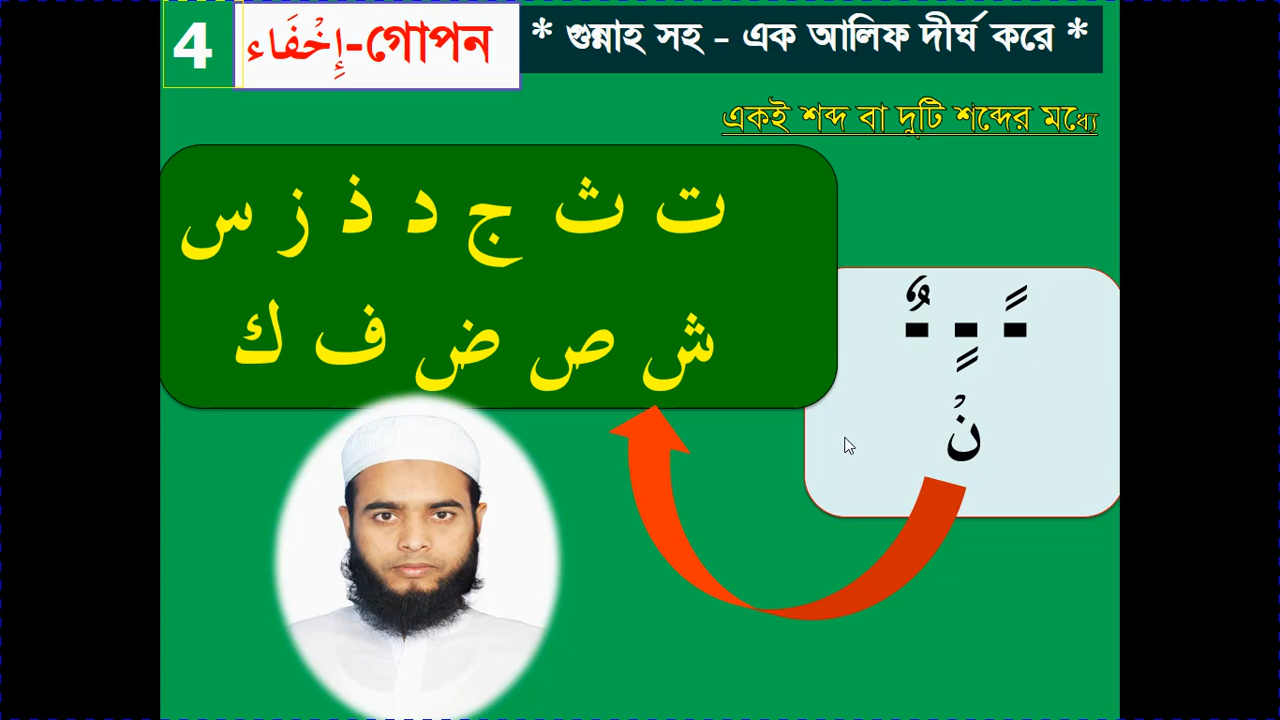 4 إِخْفَاء-গোপন * গুন্নাহ সহ – এক আলিফ দীর্ঘ করে *
একই শব্দ বা দুটি শব্দের মধ্যে
ت ث ج د ذ ز س
ش ص ض ف ك
ـً ـٍ ـٌ
نْ